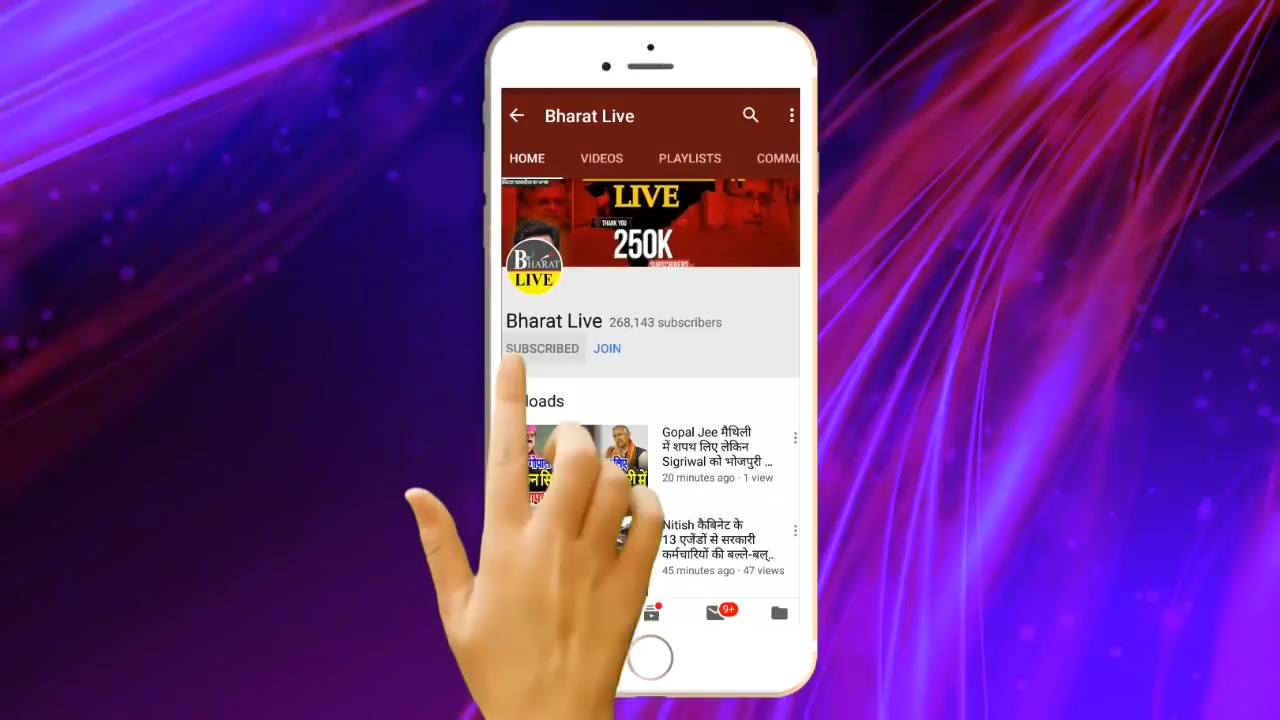 Bharat Live
HOME VIDEOS PLAYLISTS COMMU
LIVE
THANK YOU
250K
SUBSCRIBERS
BHARAT
LIVE
Bharat Live 268,143 subscribers
SUBSCRIBED JOIN
loads
Gopal Jee मैथिली
में शपथ लिए लेकिन
Sigriwal को भोजपुरी ...
20 minutes ago · 1 view
Nitish कैबिनेट के
13 एजेंडों से सरकारी
कर्मचारियों की बल्ले-बल्..
45 minutes ago · 47 views
9+